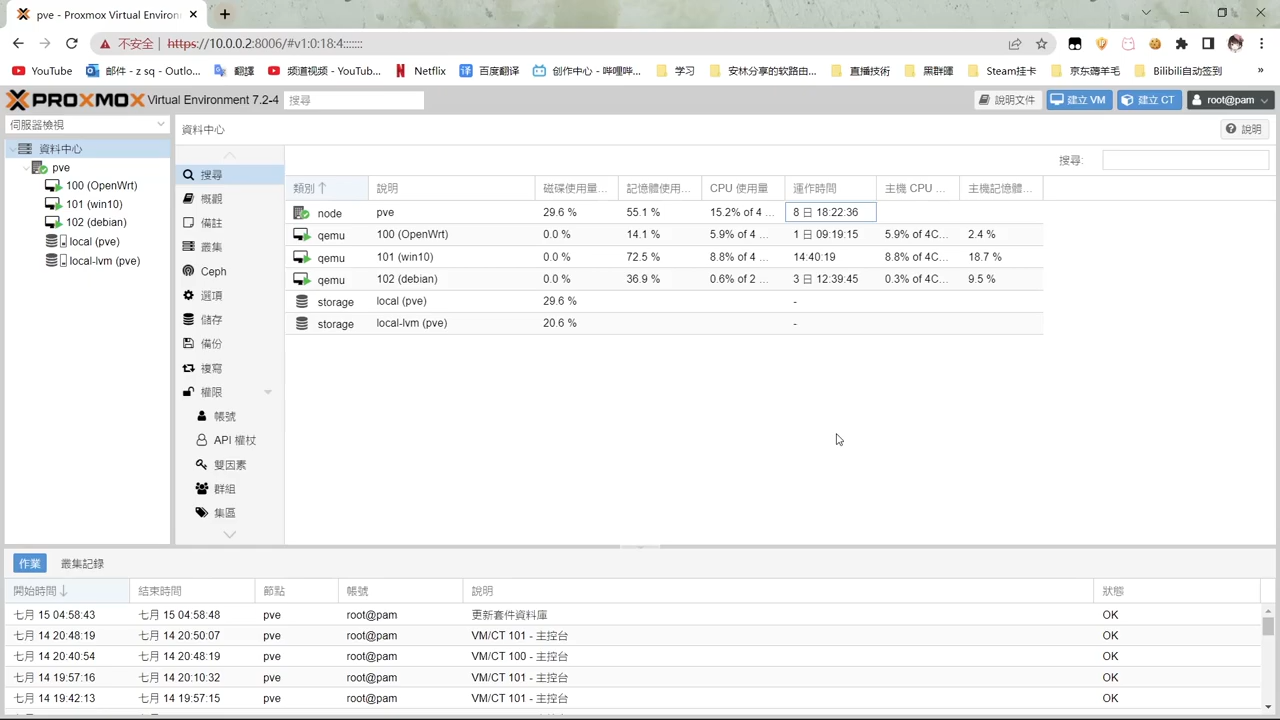 pve - Proxmox Virtual Environ
不安全 https://10.0.0.2:8006/#v1:0:18:4:::::::
YouTube 邮件 - z sq - Outlo... 翻譯 频道视频 - YouTub... Netflix 百度翻译 创作中心 - 哔哩哔... 学习 安林分享的软路由... 直播技術 黑群暉 Steam挂卡 京东薅羊毛 Bilibili自动签到 »
PROXMOX Virtual Environment 7.2-4 搜尋 說明文件 建立 VM 建立 CT root@pam
伺服器檢視
資料中心
pve
100 (OpenWrt)
101 (win10)
102 (debian)
local (pve)
local-lvm (pve)
資料中心 說明
搜尋
概觀
備註
叢集
Ceph
選項
儲存
備份
複寫
權限
帳號
API 權杖
雙因素
群組
集區
搜尋:
類別 說明 磁碟使用量... 記憶體使用... CPU 使用量 運作時間 主機 CPU ... 主機記憶體...
node pve 29.6 % 55.1 % 15.2% of 4 ... 8 日 18:22:36
qemu 100 (OpenWrt) 0.0 % 14.1 % 5.9% of 4 ... 1 日 09:19:15 5.9% of 4C... 2.4 %
qemu 101 (win10) 0.0 % 72.5 % 8.8% of 4 ... 14:40:19 8.8% of 4C... 18.7 %
qemu 102 (debian) 0.0 % 36.9 % 0.6% of 2 ... 3 日 12:39:45 0.3% of 4C... 9.5 %
storage local (pve) 29.6 % -
storage local-lvm (pve) 20.6 % -
作業 叢集記錄
開始時間 結束時間 節點 帳號 說明 狀態
七月 15 04:58:43 七月 15 04:58:48 pve root@pam 更新套件資料庫 OK
七月 14 20:48:19 七月 14 20:50:07 pve root@pam VM/CT 101 - 主控台 OK
七月 14 20:40:54 七月 14 20:48:19 pve root@pam VM/CT 100 - 主控台 OK
七月 14 19:57:16 七月 14 20:10:32 pve root@pam VM/CT 101 - 主控台 OK
七月 14 19:42:13 七月 14 19:57:15 pve root@pam VM/CT 101 - 主控台 OK